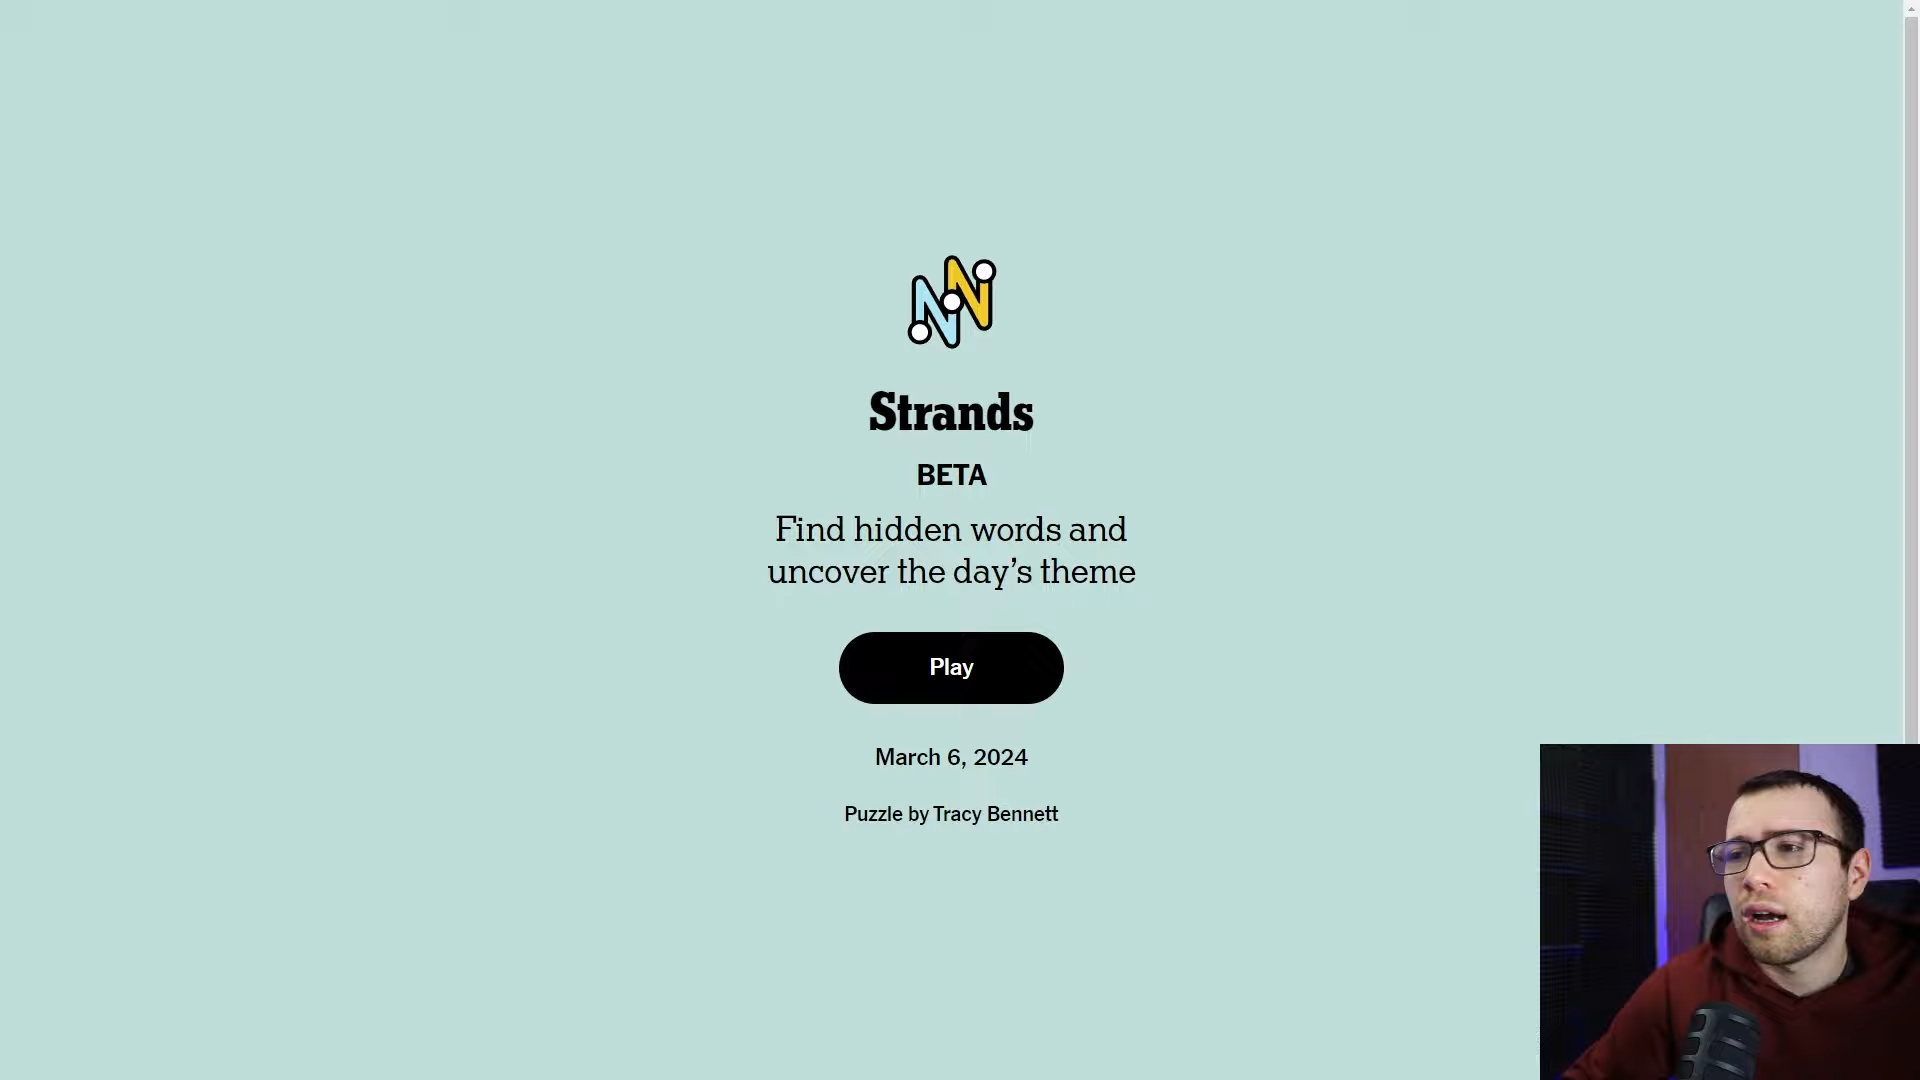 Strands
BETA
Find hidden words and
uncover the day’s theme
Play
March 6, 2024
Puzzle by Tracy Bennett